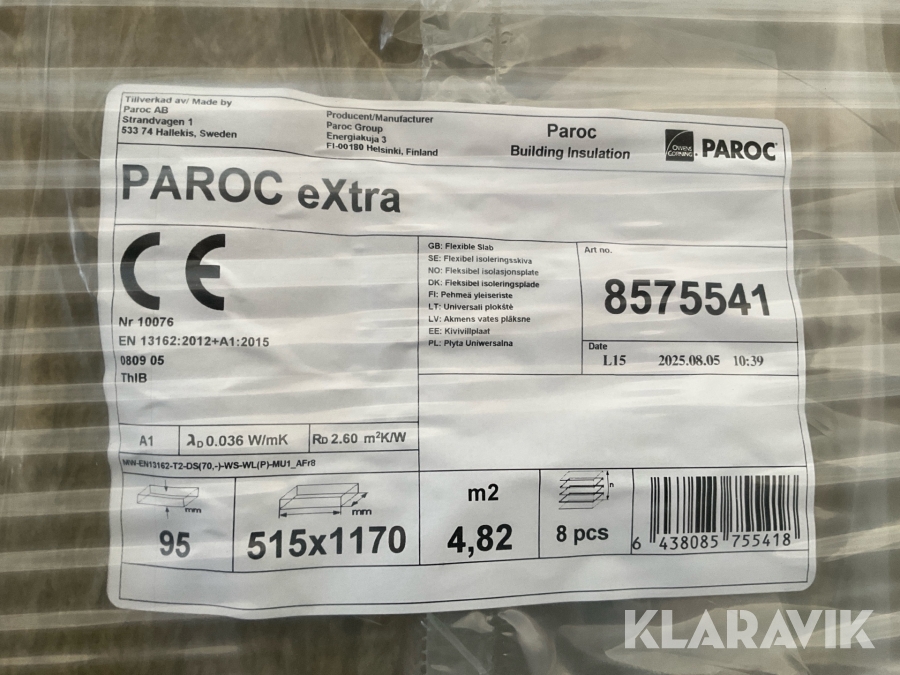 Tillverkad av/ Made by
Paroc AB
Strandvagen 1
533 74 Hallekis, Sweden
Producent/Manufacturer
Paroc Group
Energiakuja 3
FI-00180 Helsinki, Finland
Paroc
Building Insulation
OWENS CORNING
PAROC
PAROC eXtra
CE
Nr 10076
EN 13162:2012+A1:2015
0809 05
ThIB
GB: Flexible Slab
SE: Flexibel isoleringsskiva
NO: Fleksibel isolasjonsplate
DK: Fleksibel isoleringsplade
FI: Pehmeä yleiseriste
LT: Universali plokštė
LV: Akmens vates plāksne
EE: Kivivillplaat
PL: Płyta Uniwersalna
Art no.
8575541
Date
L15 2025.08.05 10:39
A1
λD 0.036 W/mK
RD 2.60 m²K/W
MW-EN13162-T2-DS(70,-)-WS-WL(P)-MU1_AFr8
mm
95
mm
515x1170
m2
4,82
n
8 pcs
6 438085 755418
KLARAVIK